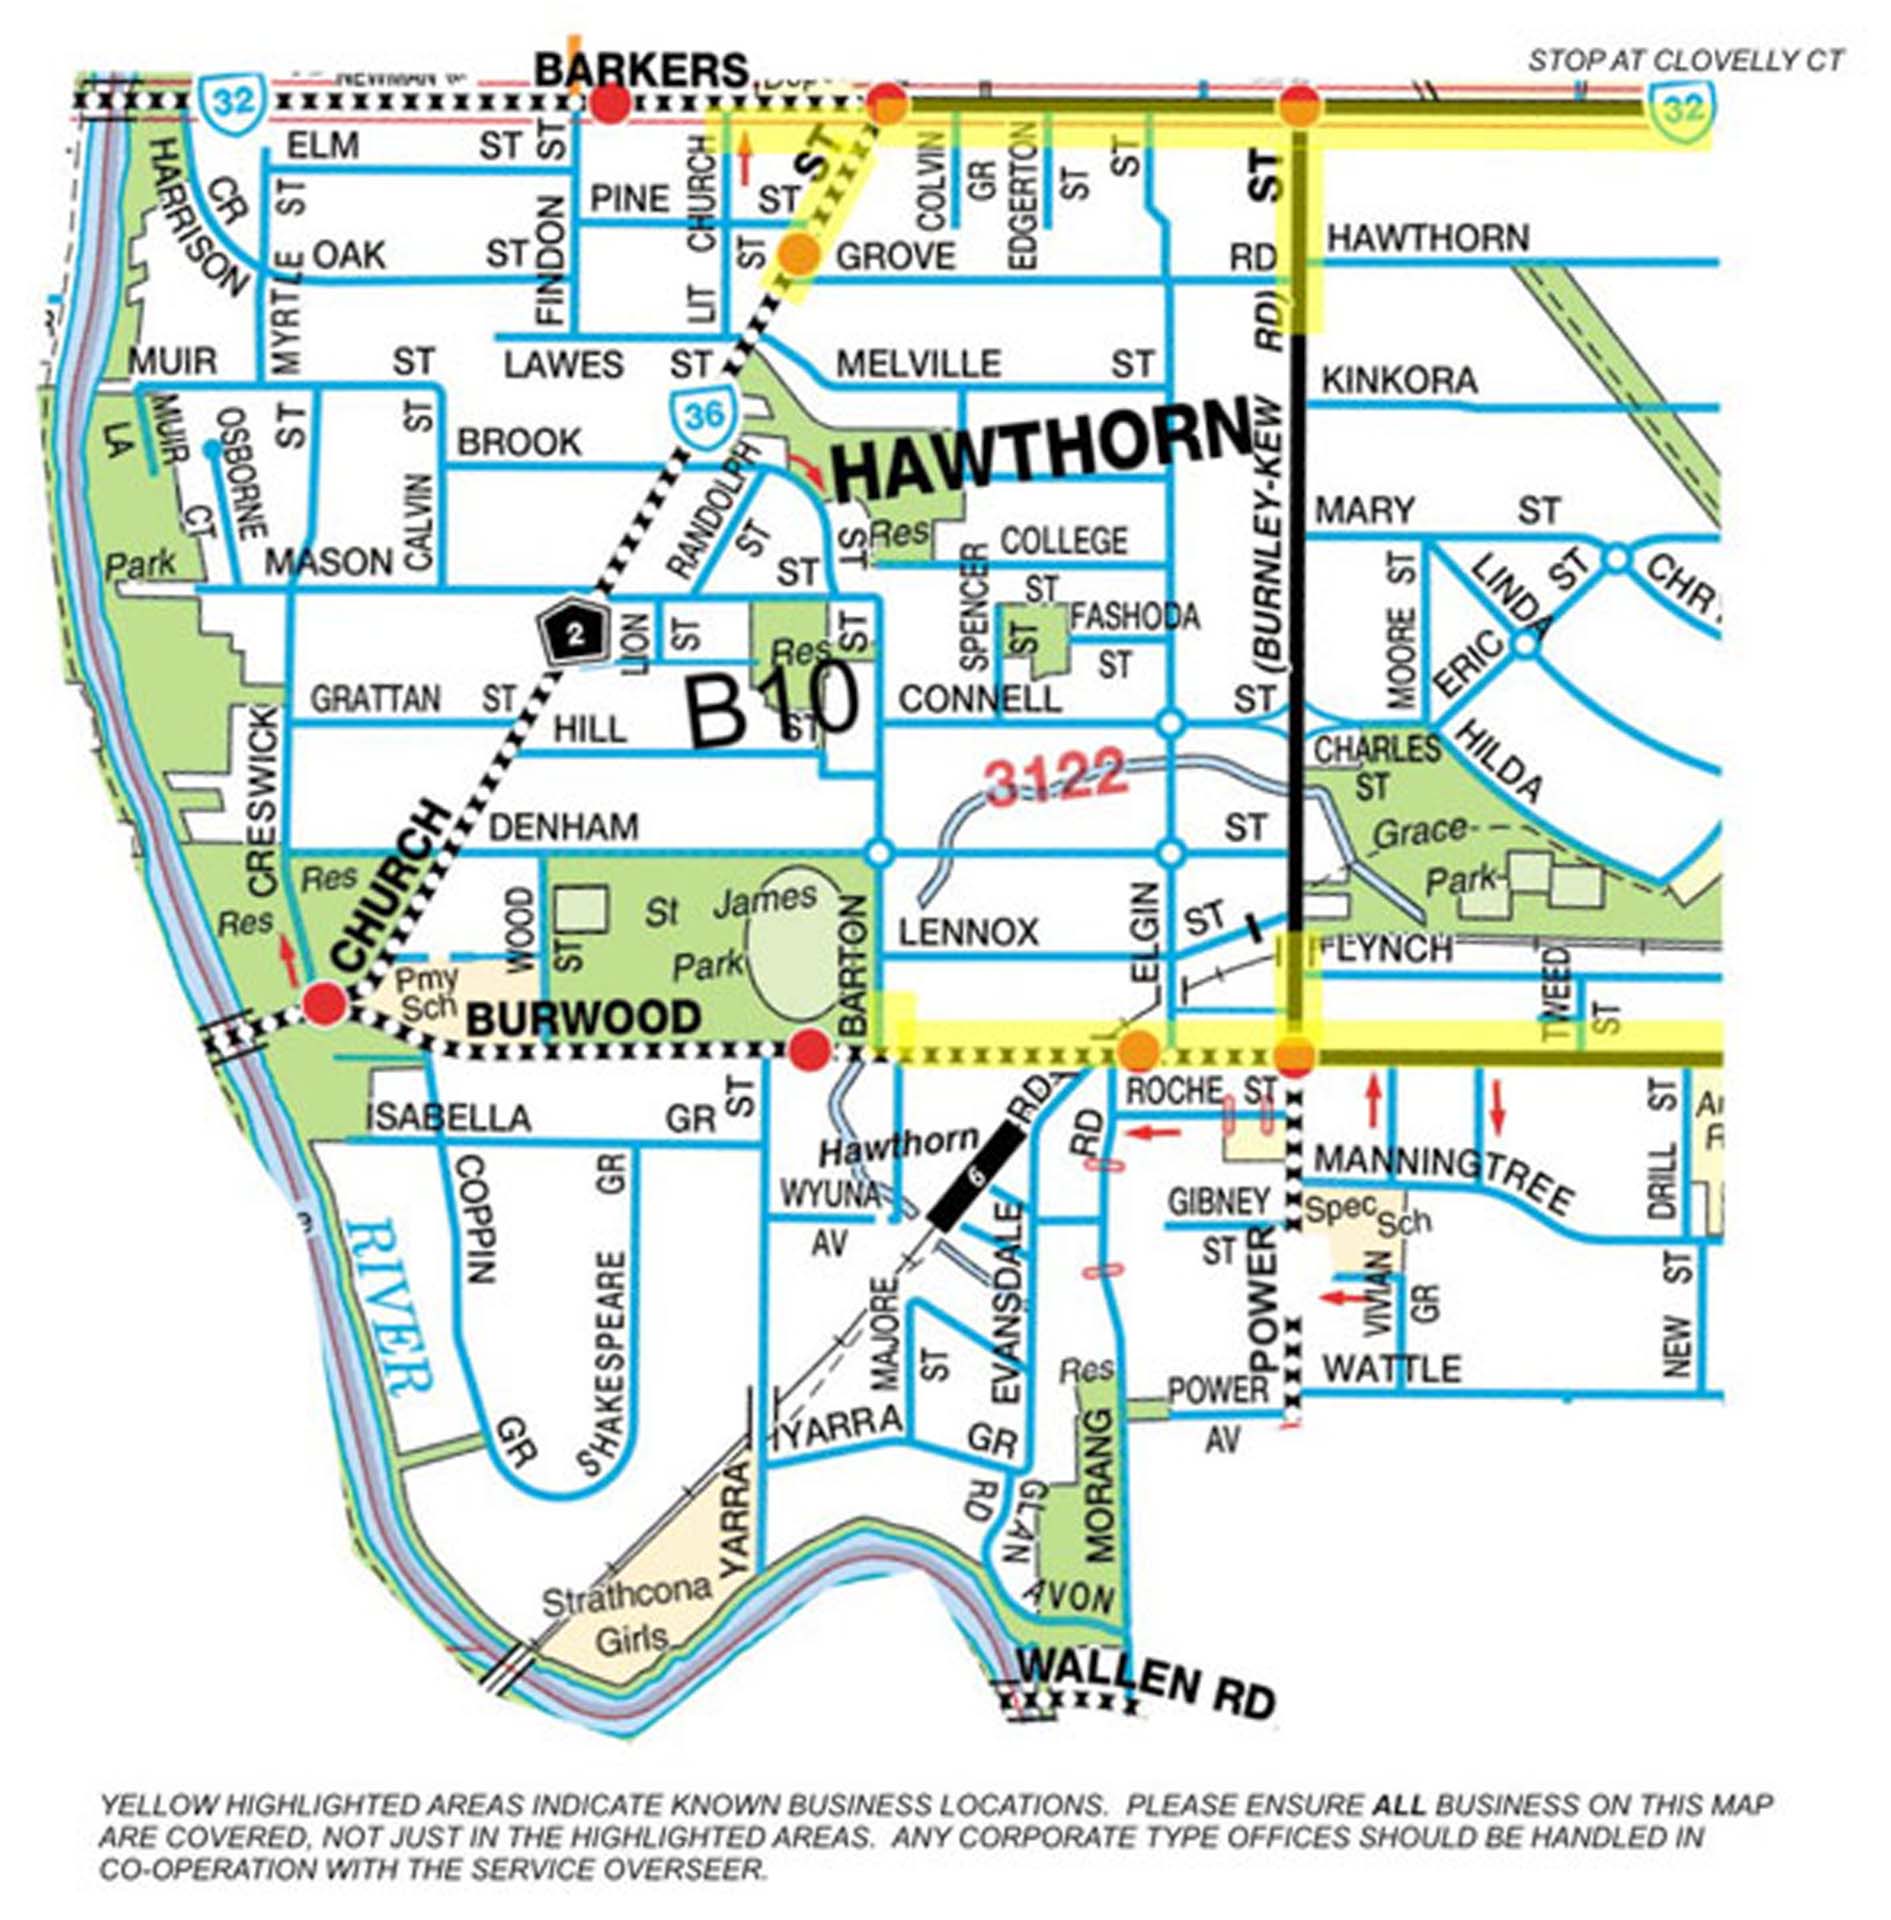 STOP AT CLOVELLY CT
BARKERS
32
32
ELM ST
HARRISON CR
MYRTLE ST
FINDON ST
PINE ST
LIT CHURCH ST
ST
COLVIN GR
EDGERTON ST
ST
ST
HAWTHORN
OAK ST
GROVE RD
(BURNLEY-KEW RD)
MUIR ST
LAWES ST
MELVILLE ST
KINKORA
36
LA
MUIR CT
OSBORNE
ST
CALVIN ST
BROOK
RANDOLPH ST
HAWTHORN
Res
ST
MARY ST
COLLEGE
ST
LINDA
ST
CHR
Park
MASON
ST
2
LION ST
Res
ST
SPENCER ST
FASHODA
ST
MOORE ST
ERIC
GRATTAN ST
HILL
ST
B10
CONNELL ST
CHARLES
ST
HILDA
3122
CRESWICK
CHURCH
DENHAM ST
Grace
Park
Res
Res
WOOD ST
St James
Park
BARTON
LENNOX ST
ELGIN
LYNCH
TWEED ST
Pmy
Sch
BURWOOD
ISABELLA GR
ST
Hawthorn
6
RD
RD
ROCHE ST
MANNINGTREE
DRILL ST
COPPIN
GR
SHAKESPEARE
GR
WYUNA
AV
GIBNEY
ST
Spec Sch
RIVER
MAJORE
ST
EVANSDALE
POWER
VIVIAN
GR
NEW ST
Res
POWER
AV
WATTLE
YARRA GR
YARRA
RD
GLAN
AVON
MORANG
Strathcona
Girls
WALLEN RD
YELLOW HIGHLIGHTED AREAS INDICATE KNOWN BUSINESS LOCATIONS. PLEASE ENSURE ALL BUSINESS ON THIS MAP
ARE COVERED, NOT JUST IN THE HIGHLIGHTED AREAS. ANY CORPORATE TYPE OFFICES SHOULD BE HANDLED IN
CO-OPERATION WITH THE SERVICE OVERSEER.